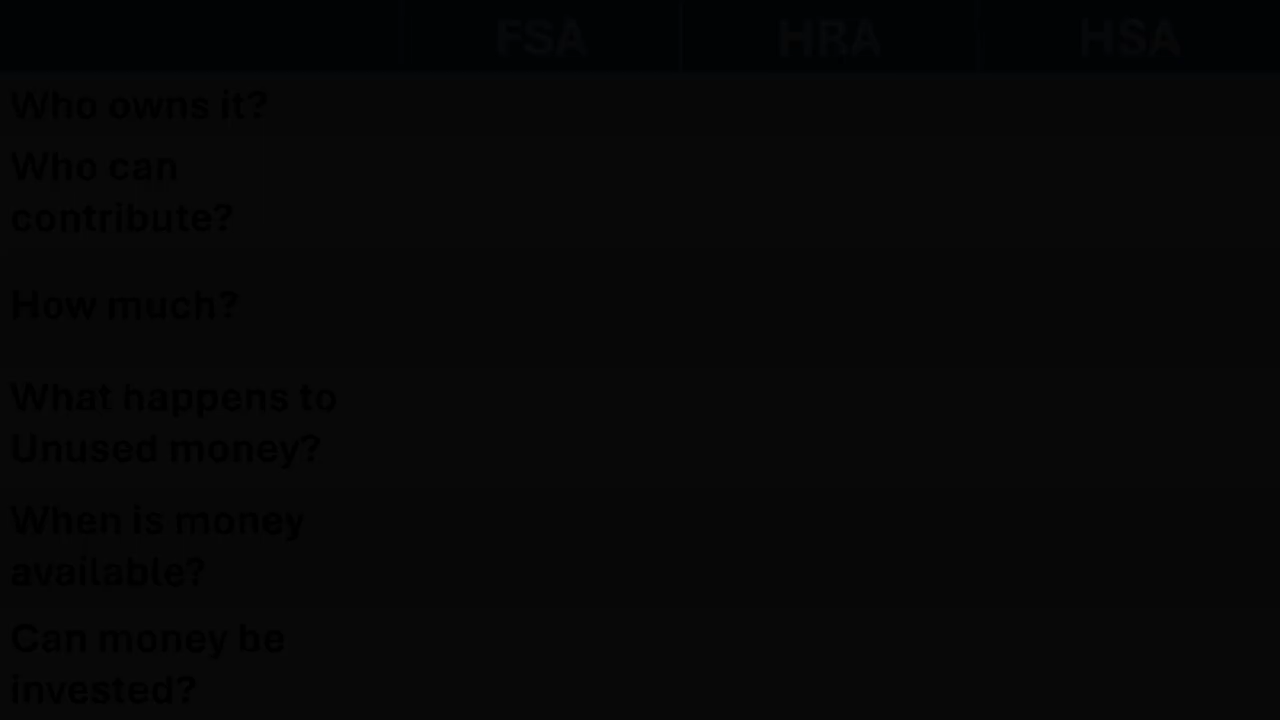 FSA HRA HSA
Who owns it?
Who can
contribute?
How much?
What happens to
Unused money?
When is money
available?
Can money be
invested?